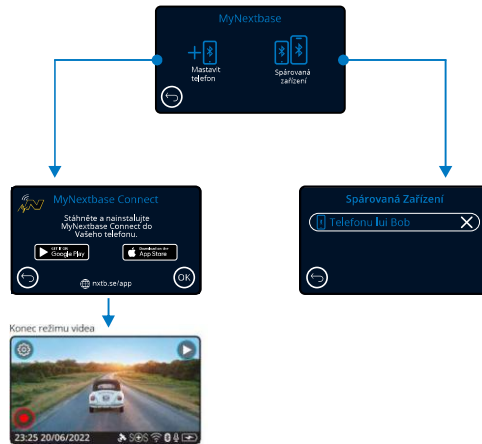 MyNextbase
Mastavit
telefon
Spárovaná
zařízení
MyNextbase Connect
Stáhněte a nainstalujte
MyNextbase Connect do
Vašeho telefonu.
GET IT ON
Google Play
Download on the
App Store
nxtb.se/app
OK
Spárovaná Zařízení
Telefonu lui Bob
Konec režimu videa
23:25 20/06/2022